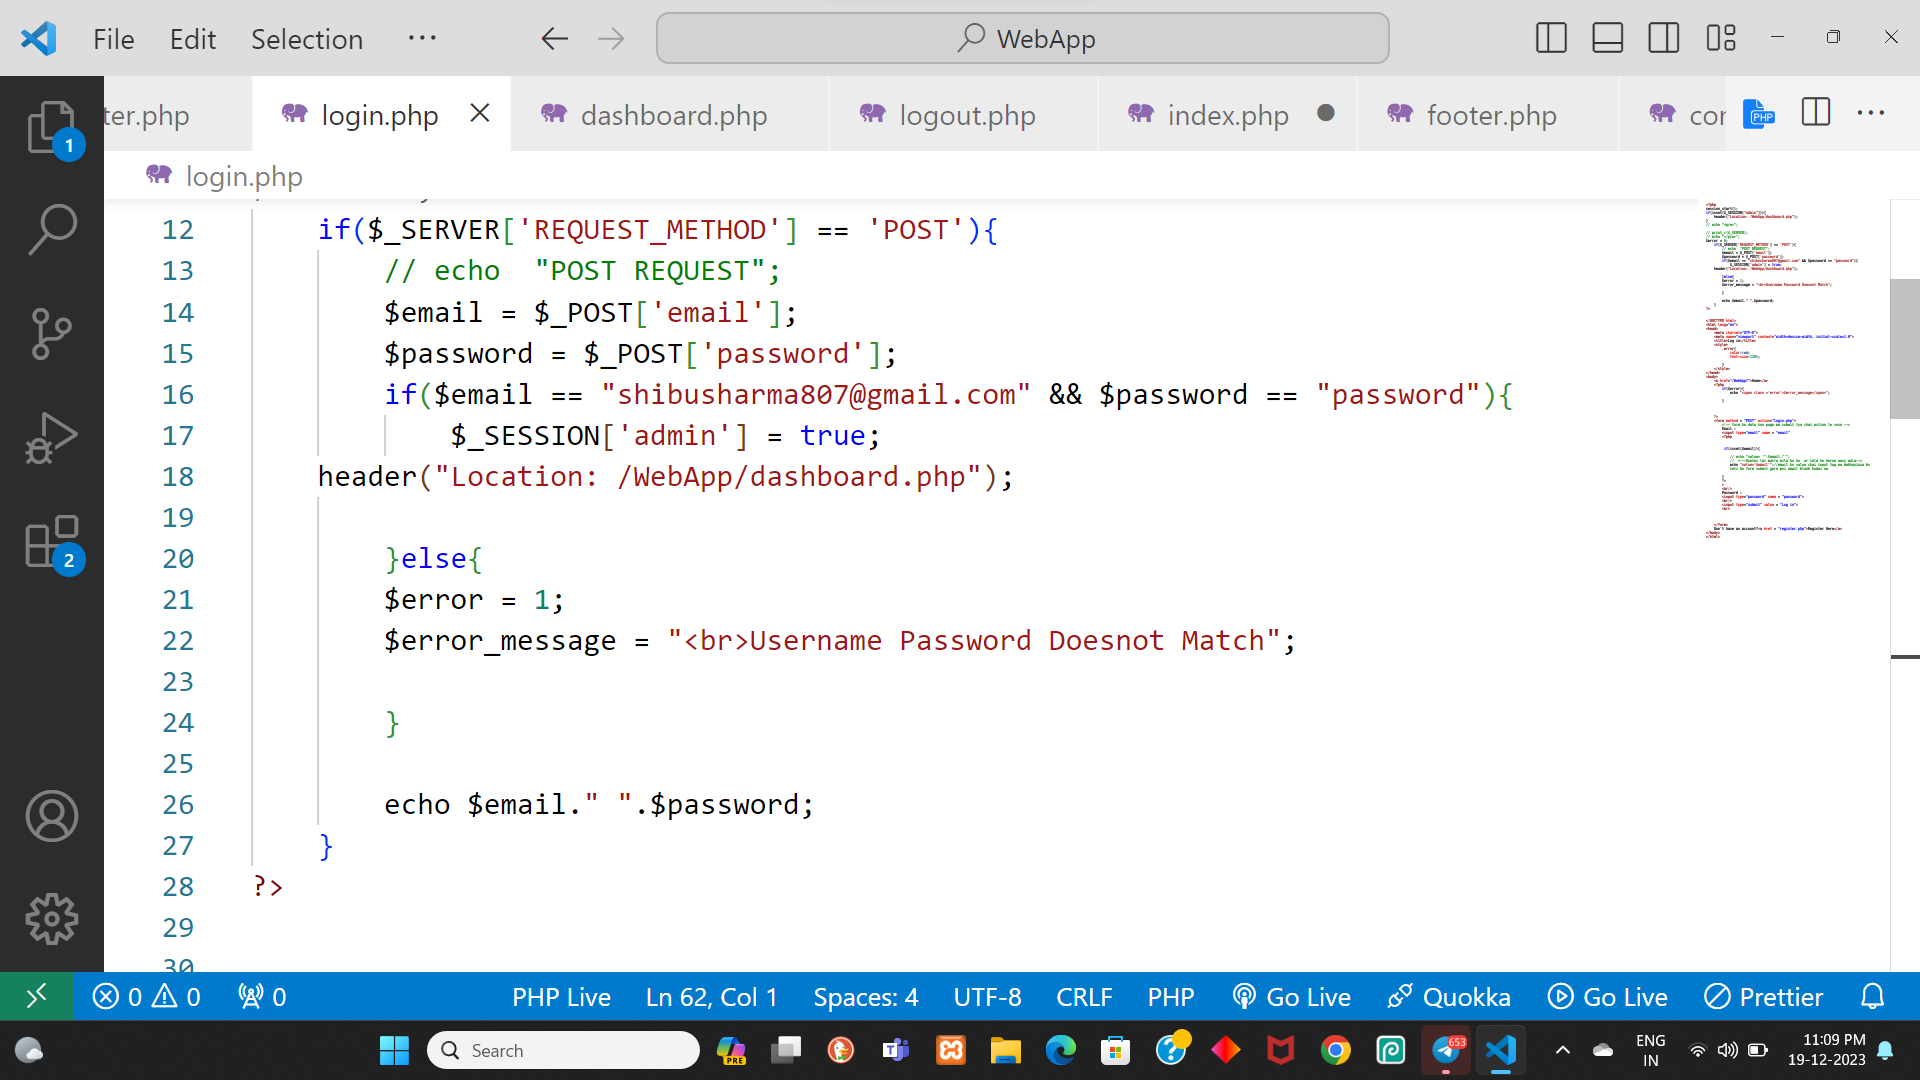 File Edit Selection ···
WebApp
ter.php login.php dashboard.php logout.php index.php footer.php cor
PHP
login.php
12 if($_SERVER['REQUEST_METHOD'] == 'POST'){
13 // echo  "POST REQUEST";
14 $email = $_POST['email'];
15 $password = $_POST['password'];
16 if($email == "shibusharma807@gmail.com" && $password == "password"){
17 $_SESSION['admin'] = true;
18 header("Location: /WebApp/dashboard.php");
19
20 }else{
21 $error = 1;
22 $error_message = "<br>Username Password Doesnot Match";
23
24 }
25
26 echo $email." ".$password;
27 }
28 ?>
29
30
1
2
0 0 0 PHP Live Ln 62, Col 1 Spaces: 4 UTF-8 CRLF PHP Go Live Quokka Go Live Prettier
Search
PRE
653
ENG
IN
11:09 PM
19-12-2023